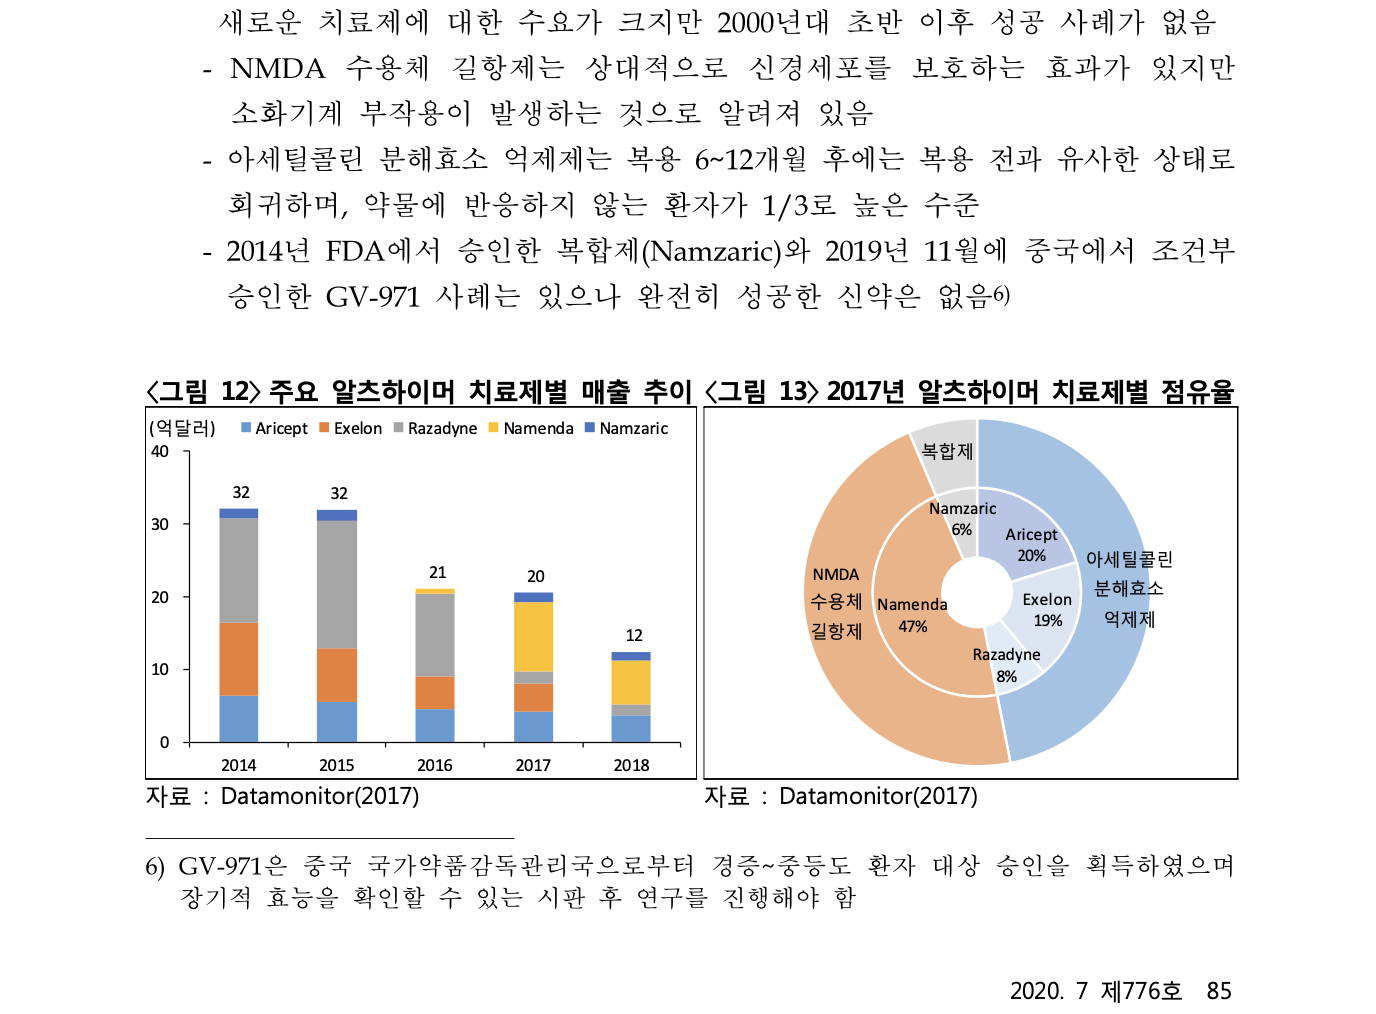 새로운 치료제에 대한 수요가 크지만 2000년대 초반 이후 성공 사례가 없음
- NMDA 수용체 길항제는 상대적으로 신경세포를 보호하는 효과가 있지만
소화기계 부작용이 발생하는 것으로 알려져 있음
- 아세틸콜린 분해효소 억제제는 복용 6~12개월 후에는 복용 전과 유사한 상태로
회귀하며, 약물에 반응하지 않는 환자가 1/3로 높은 수준
- 2014년 FDA에서 승인한 복합제(Namzaric)와 2019년 11월에 중국에서 조건부
승인한 GV-971 사례는 있으나 완전히 성공한 신약은 없음6)
<그림 12> 주요 알츠하이머 치료제별 매출 추이
(억달러)
Aricept Exelon Razadyne Namenda Namzaric
40
30
20
10
0
32
32
21
20
12
2014 2015 2016 2017 2018
자료 : Datamonitor(2017)
<그림 13> 2017년 알츠하이머 치료제별 점유율
복합제
Namzaric
6%
Aricept
20%
아세틸콜린
분해효소
억제제
Exelon
19%
Razadyne
8%
Namenda
47%
NMDA
수용체
길항제
자료 : Datamonitor(2017)
6) GV-971은 중국 국가약품감독관리국으로부터 경증~중등도 환자 대상 승인을 획득하였으며
장기적 효능을 확인할 수 있는 시판 후 연구를 진행해야 함
2020. 7 제776호 85